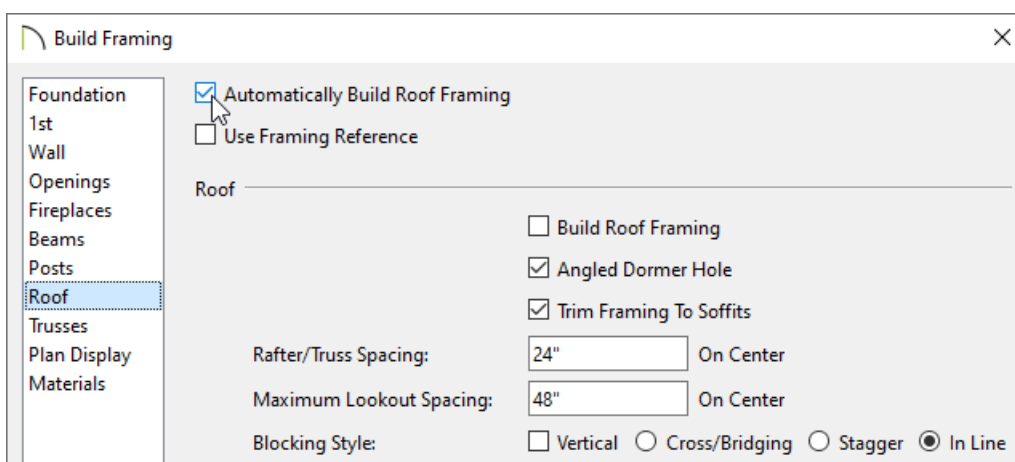 Build Framing
Foundation
1st
Wall
Openings
Fireplaces
Beams
Posts
Roof
Trusses
Plan Display
Materials
Automatically Build Roof Framing
Use Framing Reference
Roof
Build Roof Framing
Angled Dormer Hole
Trim Framing To Soffits
Rafter/Truss Spacing: 24" On Center
Maximum Lookout Spacing: 48" On Center
Blocking Style: Vertical Cross/Bridging Stagger In Line